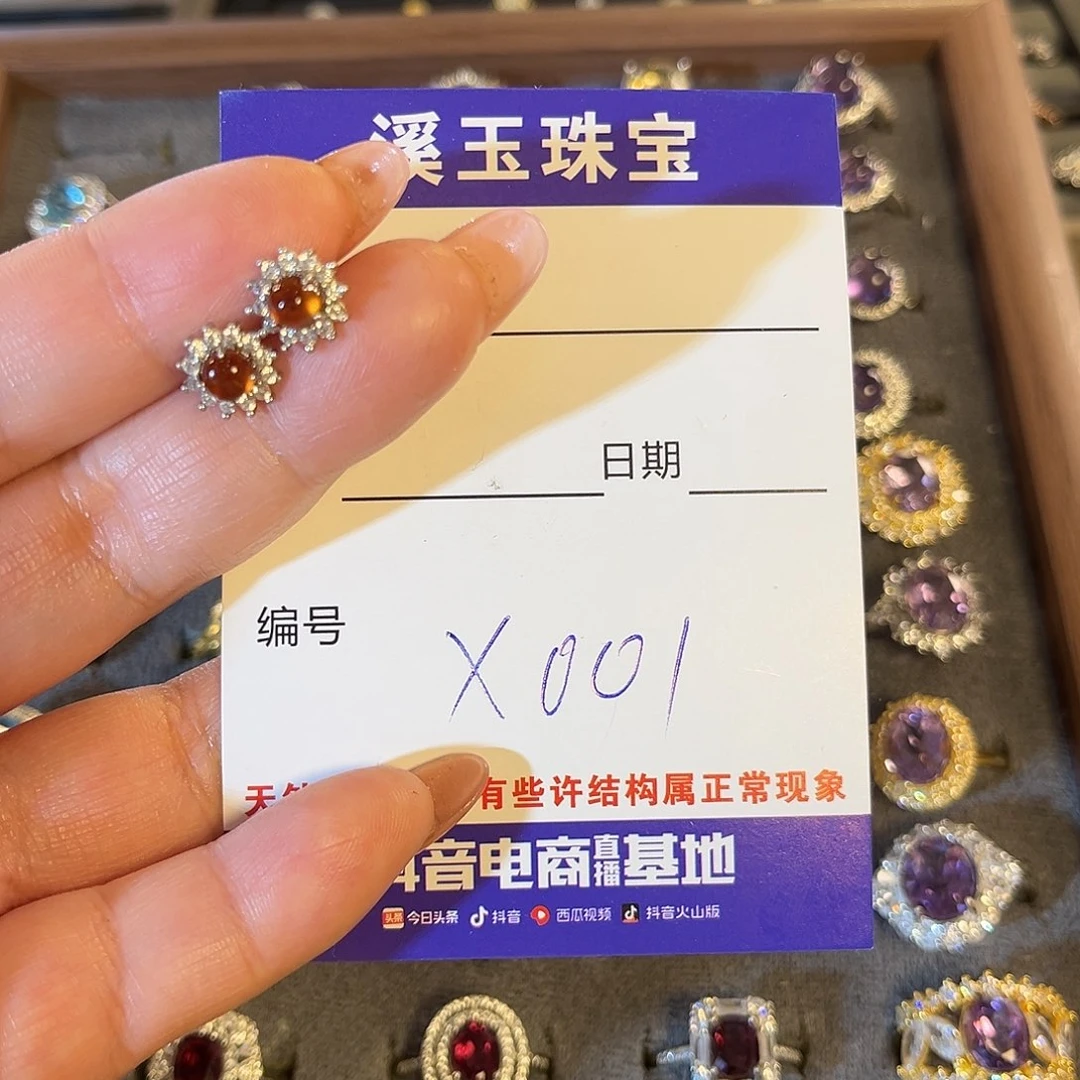 溪玉珠宝
日期
编号 X001
有些许结构属正常现象
音电商直播基地
头条 今日头条 抖音 西瓜视频 抖音火山版